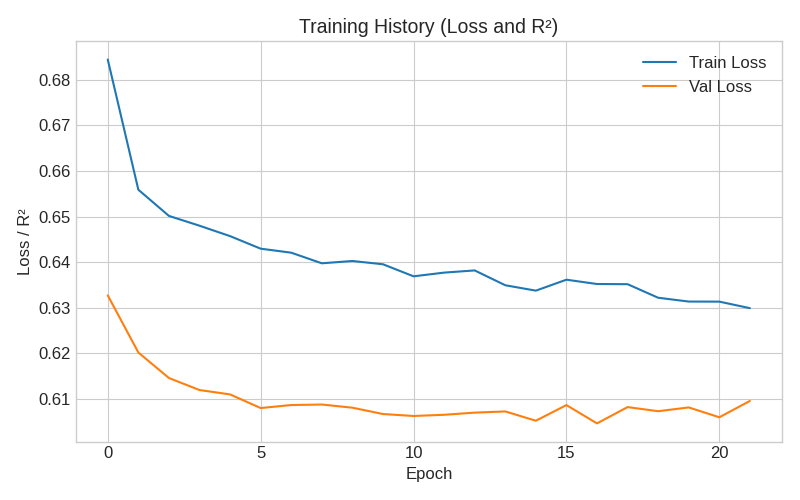 Training History (Loss and R²)
Train Loss
Val Loss
Loss / R²
0.68
0.67
0.66
0.65
0.64
0.63
0.62
0.61
0 5 10 15 20
Epoch